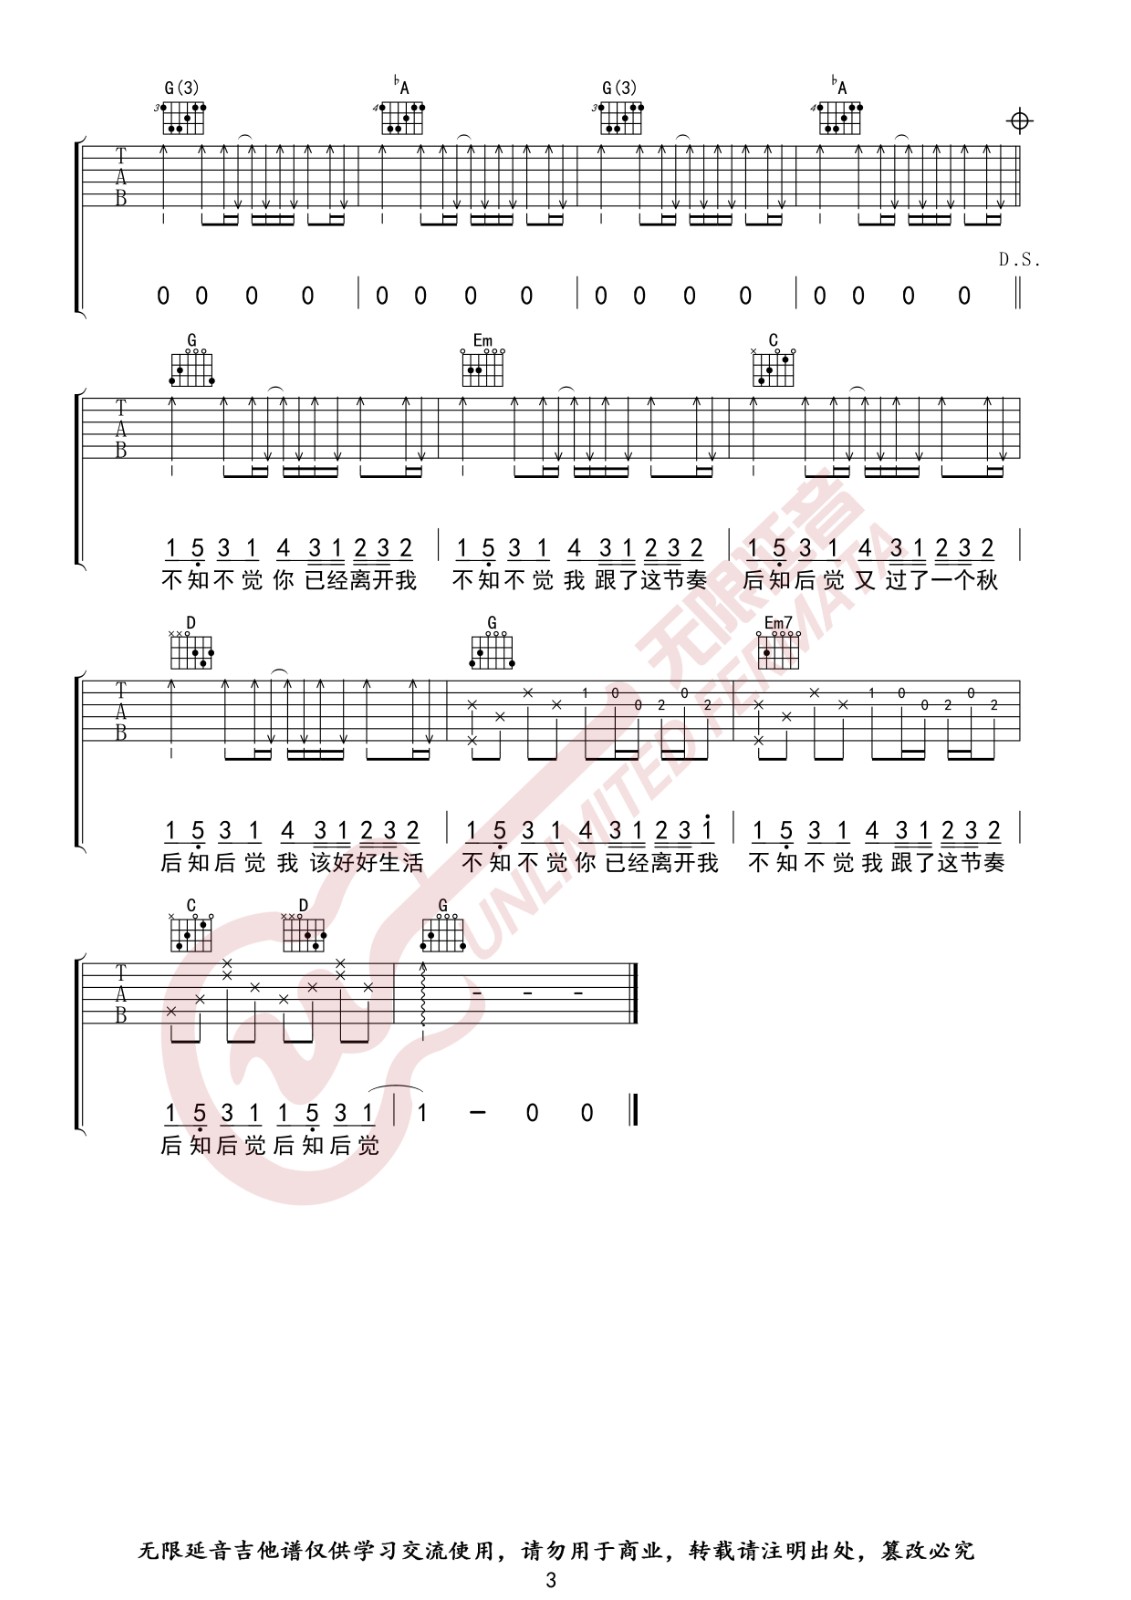 G(3) ♭A G(3) ♭A
3 4 3 4
T
A
B
D.S.
0 0 0 0 0 0 0 0 0 0 0 0 0 0 0 0
G Em C
T
A
B
1 5 3 1 4 3 1 2 3 2 1 5 3 1 4 3 1 2 3 2 1 5 3 1 4 3 1 2 3 2
不知不觉你已经离开我 不知不觉我跟了这节奏 后知后觉又过了一个秋
D G Em7
T
A
B
1 0 0 2 0 2 1 0 0 2 0 2
1 5 3 1 4 3 1 2 3 2 1 5 3 1 4 3 1 2 3 1 1 5 3 1 4 3 1 2 3 2
后知后觉我该好好生活 不知不觉你已经离开我 不知不觉我跟了这节奏
C D G
T
A
B
1 5 3 1 1 5 3 1 1 – 0 0
后知后觉后知后觉
无限延音
UNLIMITED FERMATA
无限延音吉他谱仅供学习交流使用，请勿用于商业，转载请注明出处，篡改必究
3